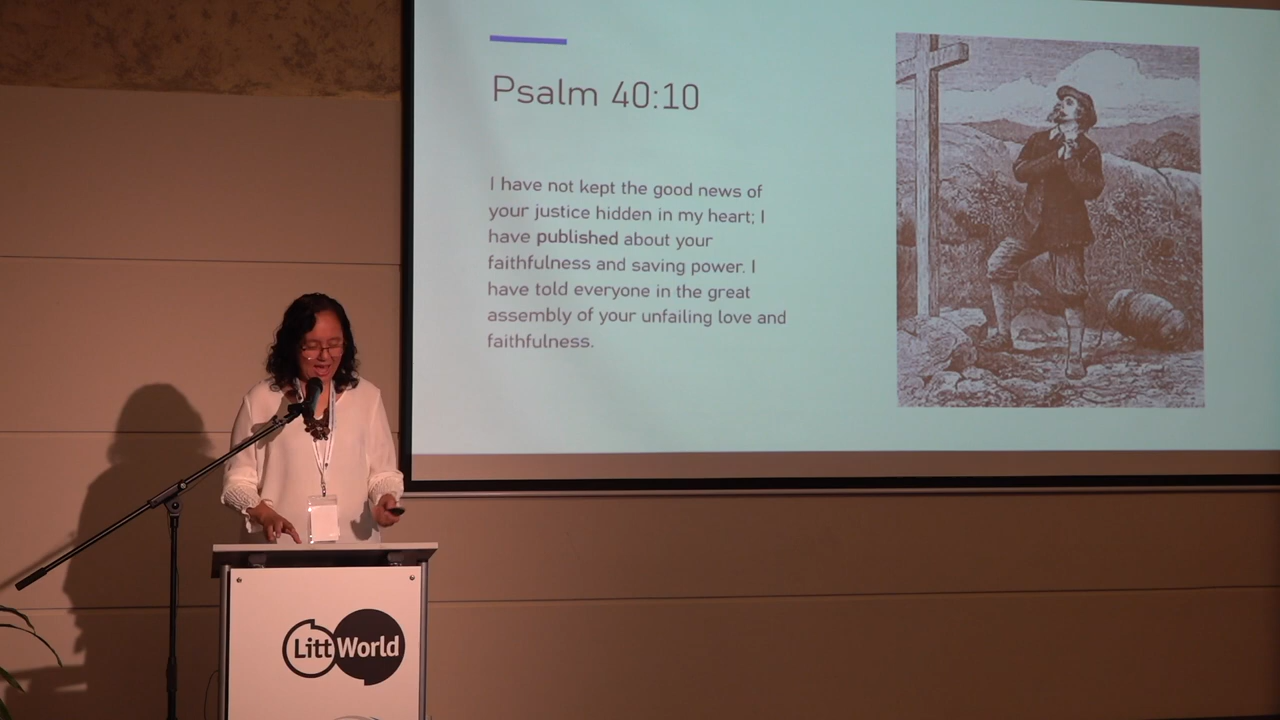 Psalm 40:10
I have not kept the good news of
your justice hidden in my heart; I
have published about your
faithfulness and saving power. I
have told everyone in the great
assembly of your unfailing love and
faithfulness.
LittWorld